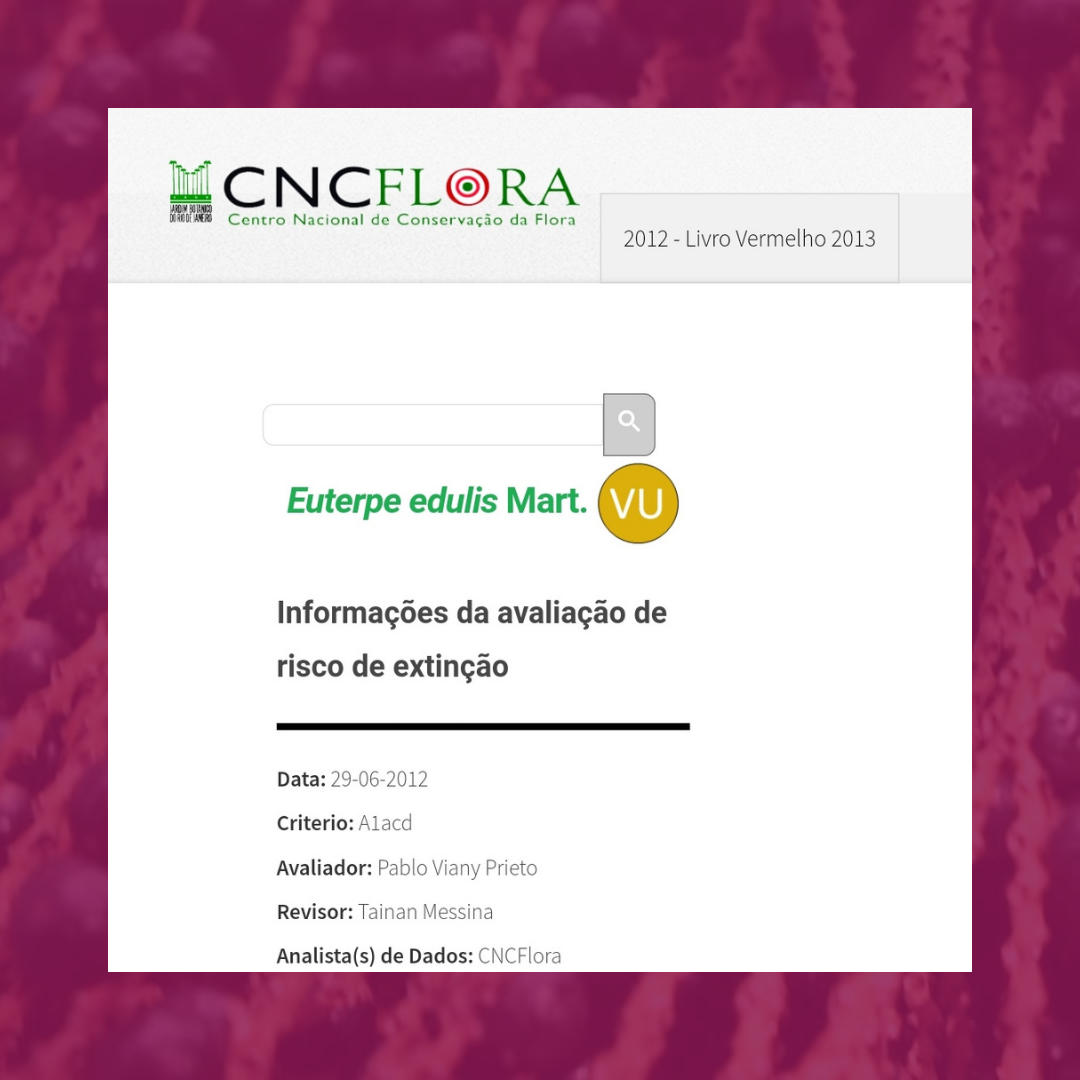 JARDIM BOTÂNICO
DO RIO DE JANEIRO
CNCFLORA
Centro Nacional de Conservação da Flora
2012 - Livro Vermelho 2013
Euterpe edulis Mart. VU
Informações da avaliação de
risco de extinção
Data: 29-06-2012
Criterio: A1acd
Avaliador: Pablo Viany Prieto
Revisor: Tainan Messina
Analista(s) de Dados: CNCFlora